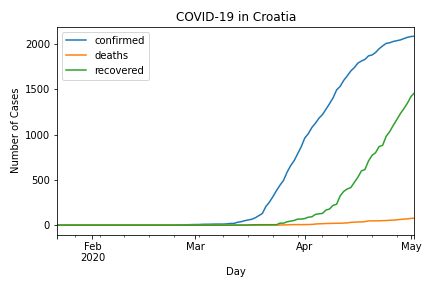 COVID-19 in Croatia
confirmed
deaths
recovered
Number of Cases
2000
1500
1000
500
0
Feb
2020
Mar
Apr
May
Day